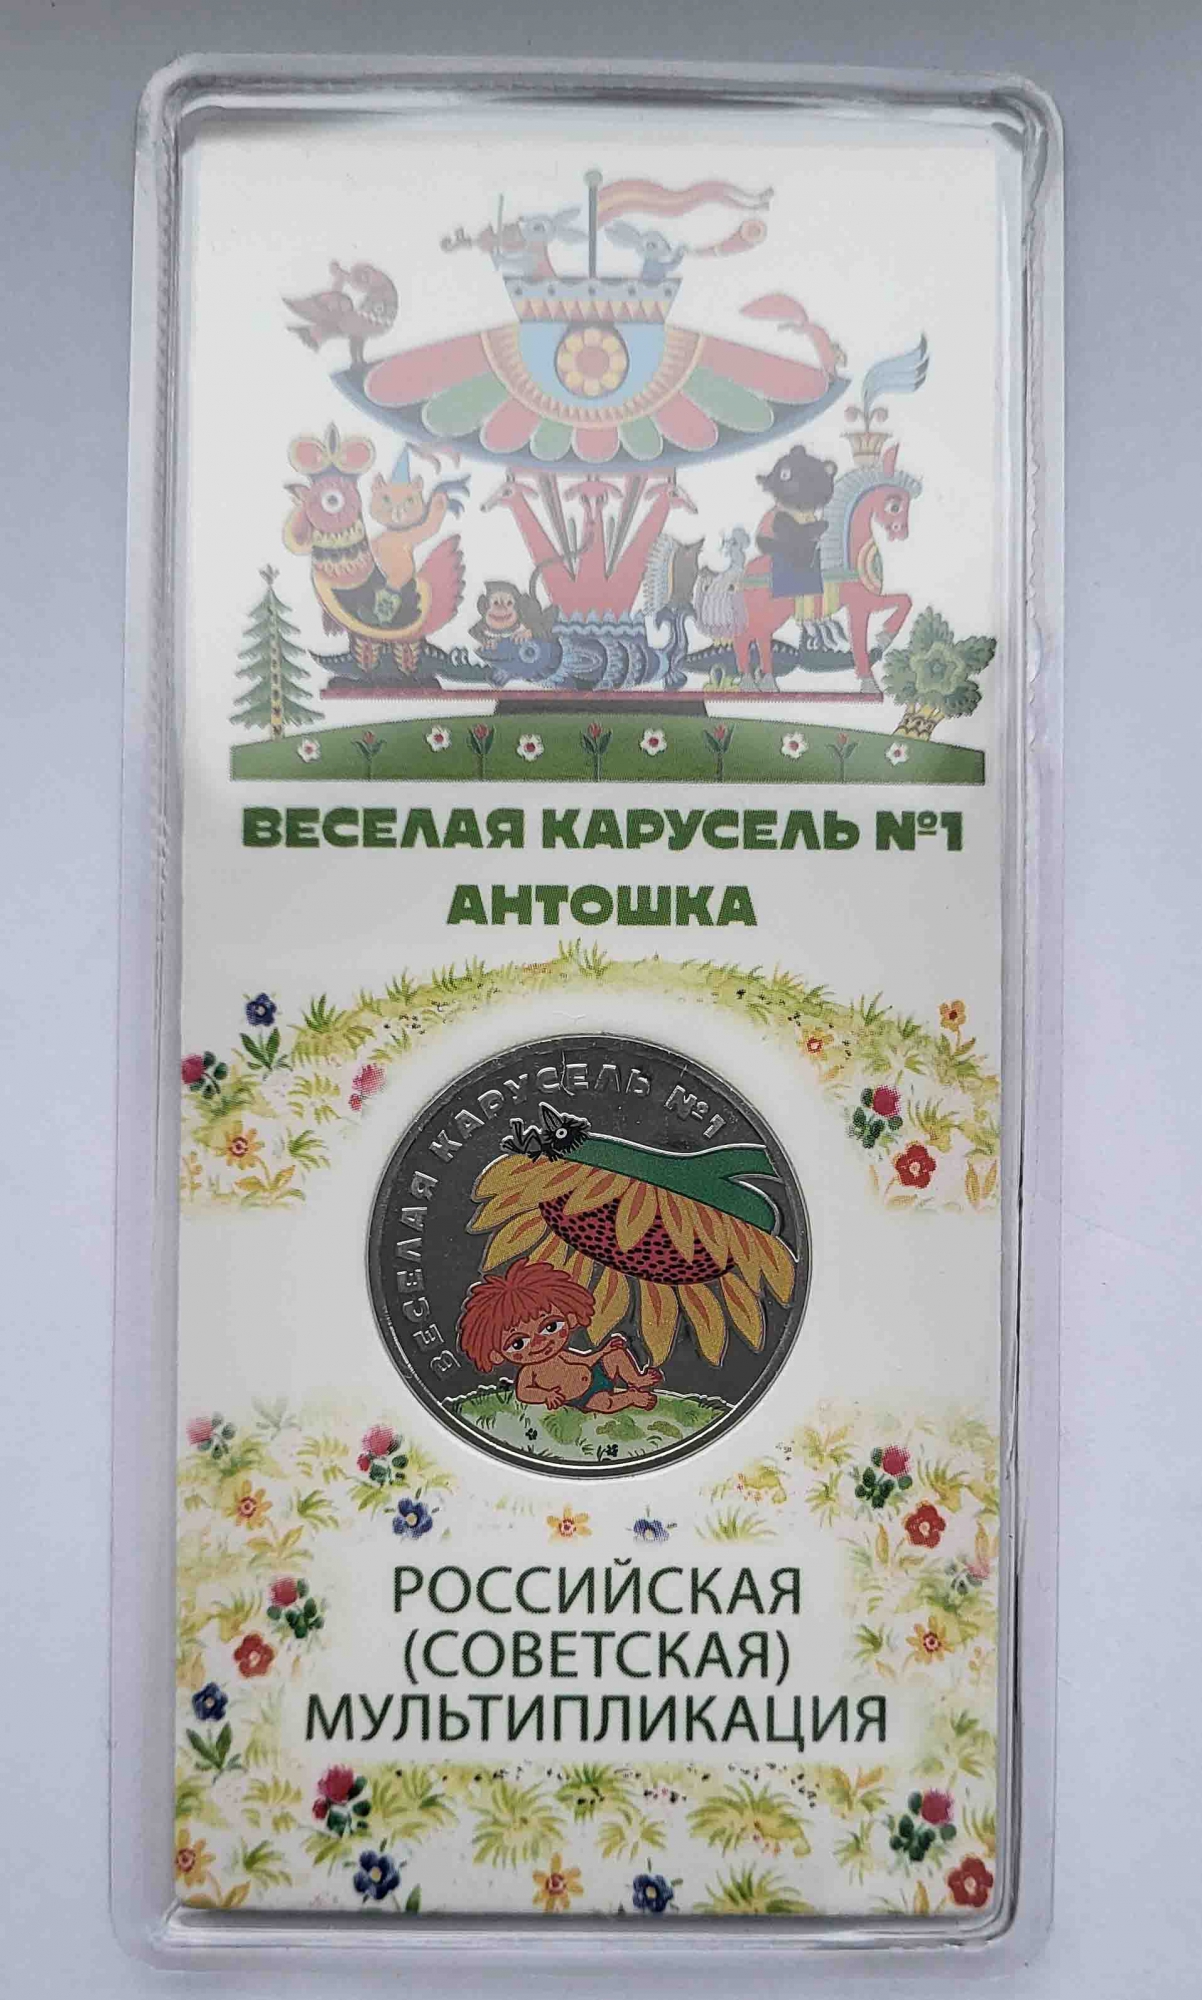 ВЕСЕЛАЯ КАРУСЕЛЬ №1
АНТОШКА
ВЕСЕЛАЯ КАРУСЕЛЬ №1
РОССИЙСКАЯ
(СОВЕТСКАЯ)
МУЛЬТИПЛИКАЦИЯ